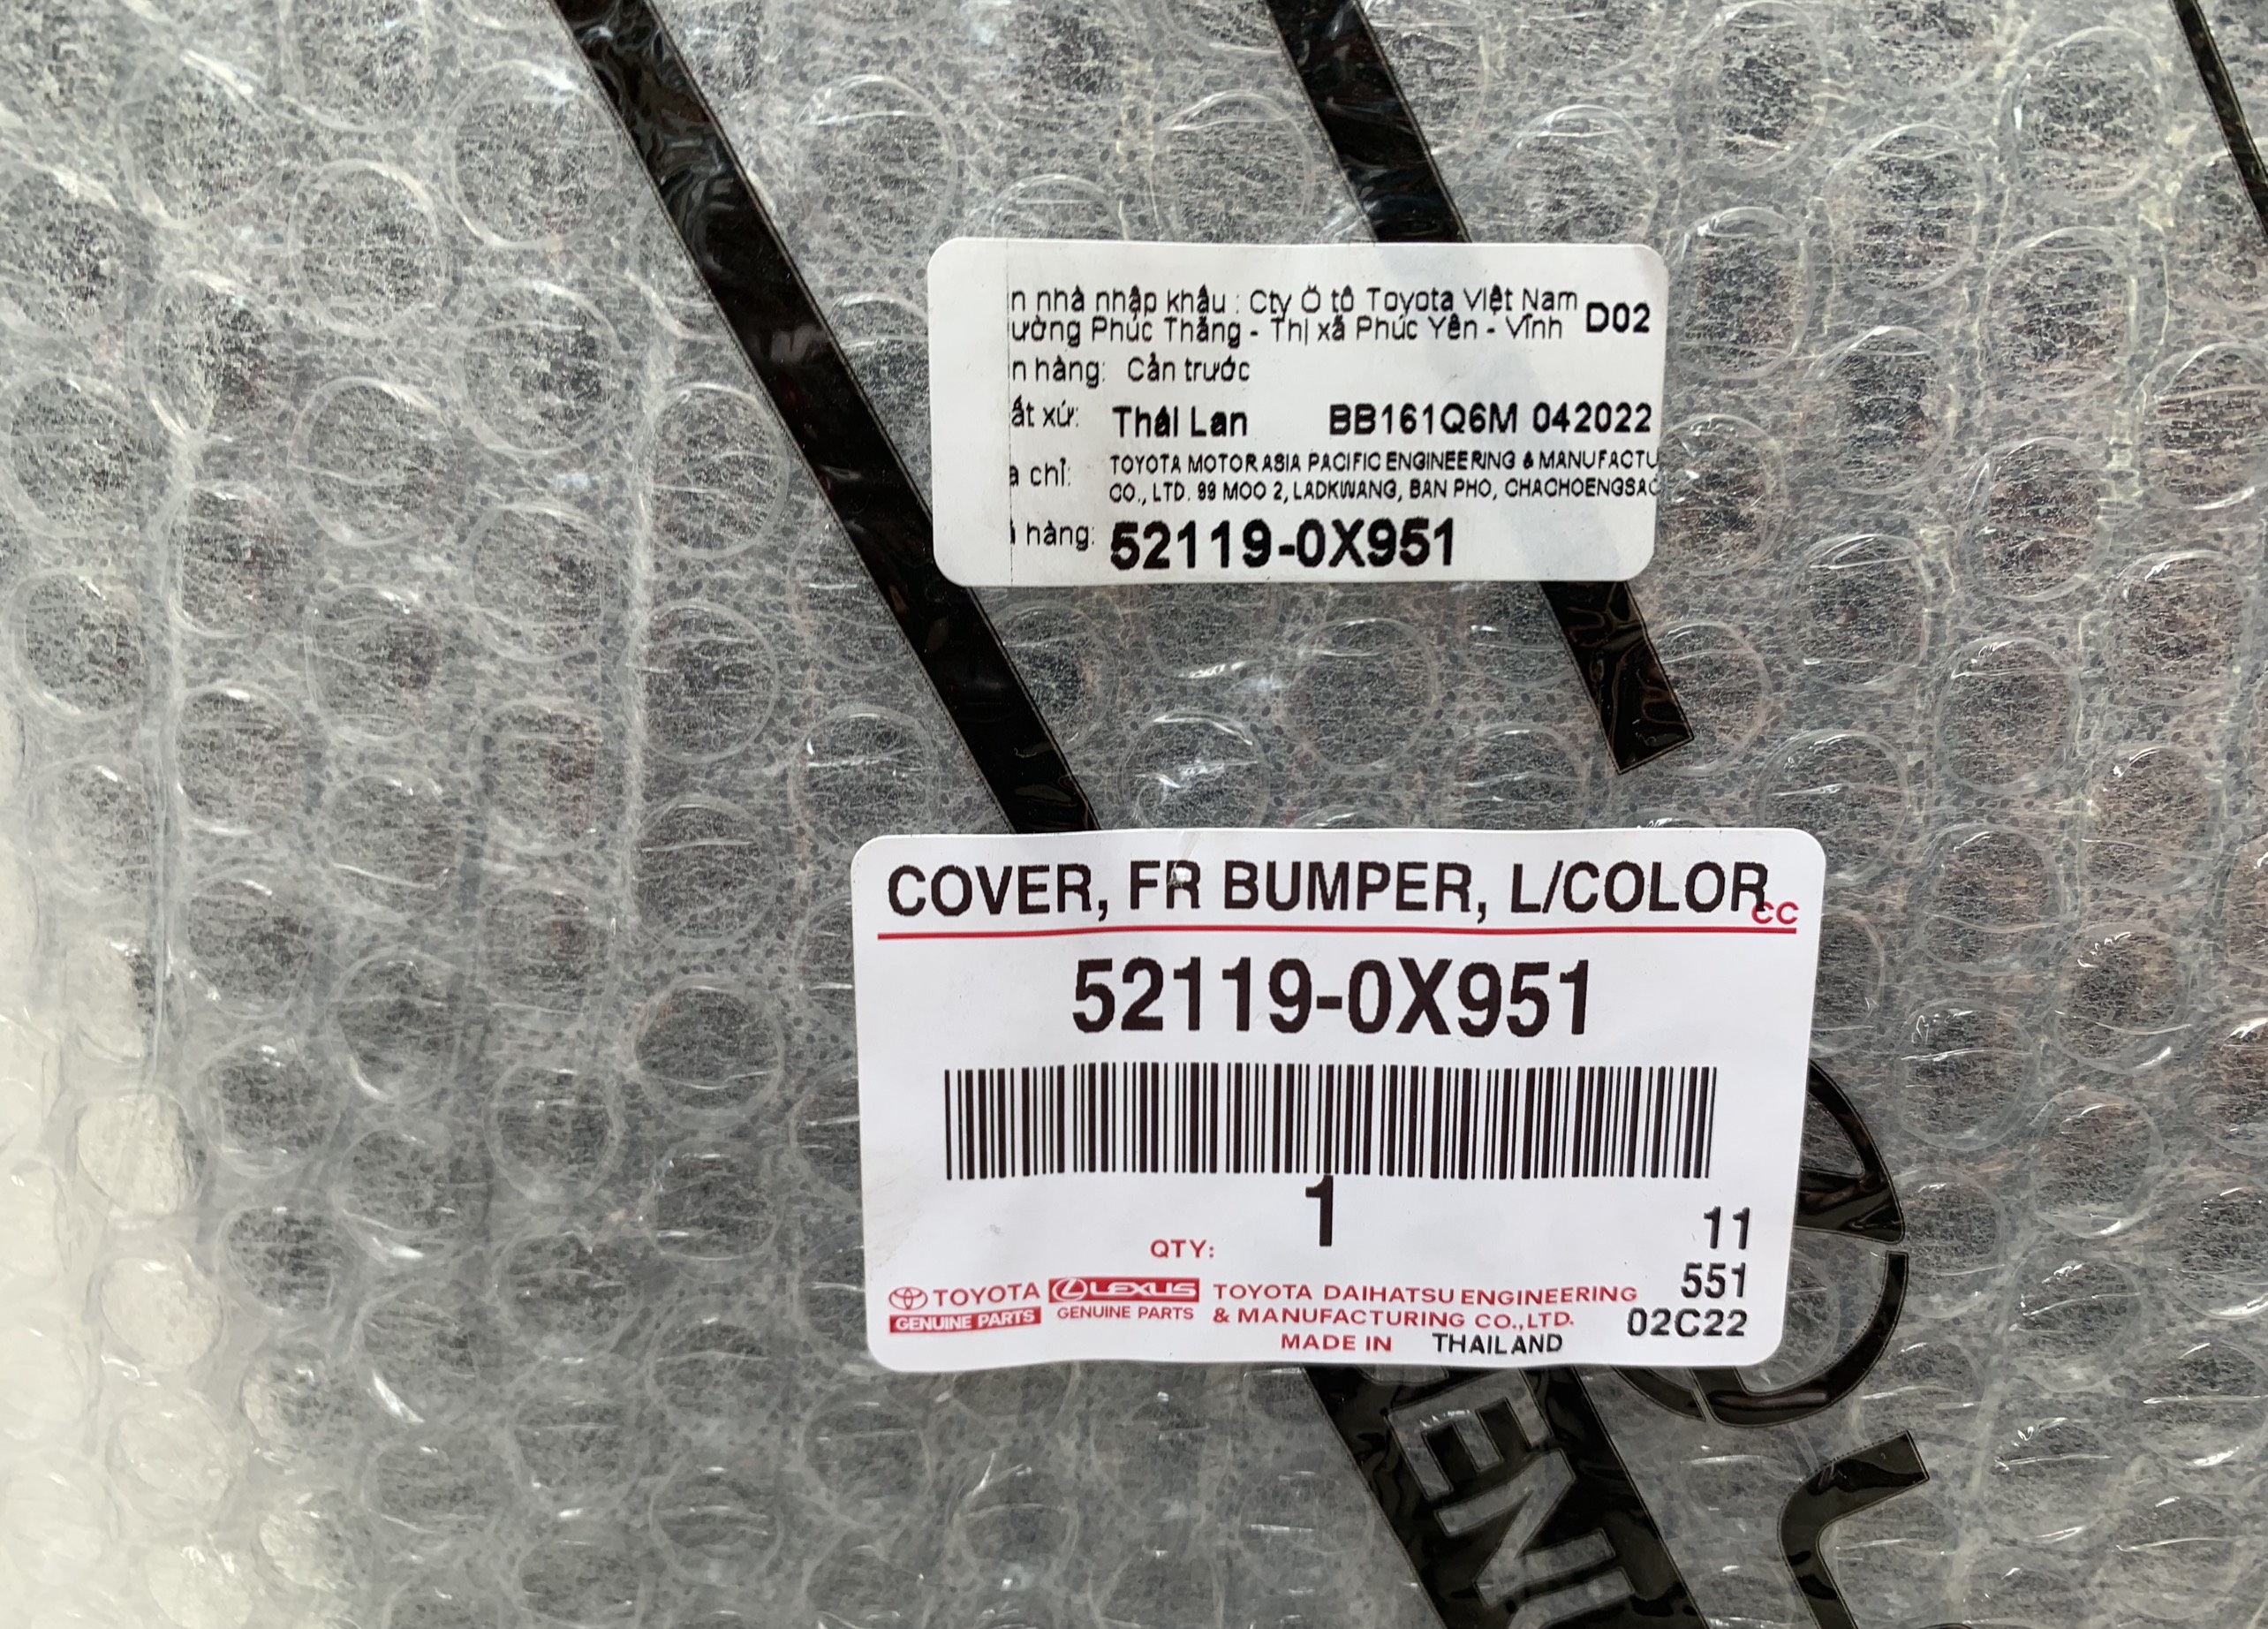 n nhà nhập khẩu : Cty Ô tô Toyota Việt Nam D02
ường Phúc Thắng - Thị xã Phúc Yên - Vĩnh
n hàng: Cản trước
ất xứ: Thái Lan BB161Q6M 042022
a chỉ: TOYOTA MOTOR ASIA PACIFIC ENGINEERING & MANUFACTU
CO., LTD. 99 MOO 2, LADKWANG, BAN PHO, CHACHOENGSAO
hàng: 52119-0X951
COVER, FR BUMPER, L/COLOR
CC
52119-0X951
1
QTY:
11
551
02C22
TOYOTA
GENUINE PARTS
LEXUS
GENUINE PARTS
TOYOTA DAIHATSU ENGINEERING
& MANUFACTURING CO.,LTD.
MADE IN THAILAND
ENU